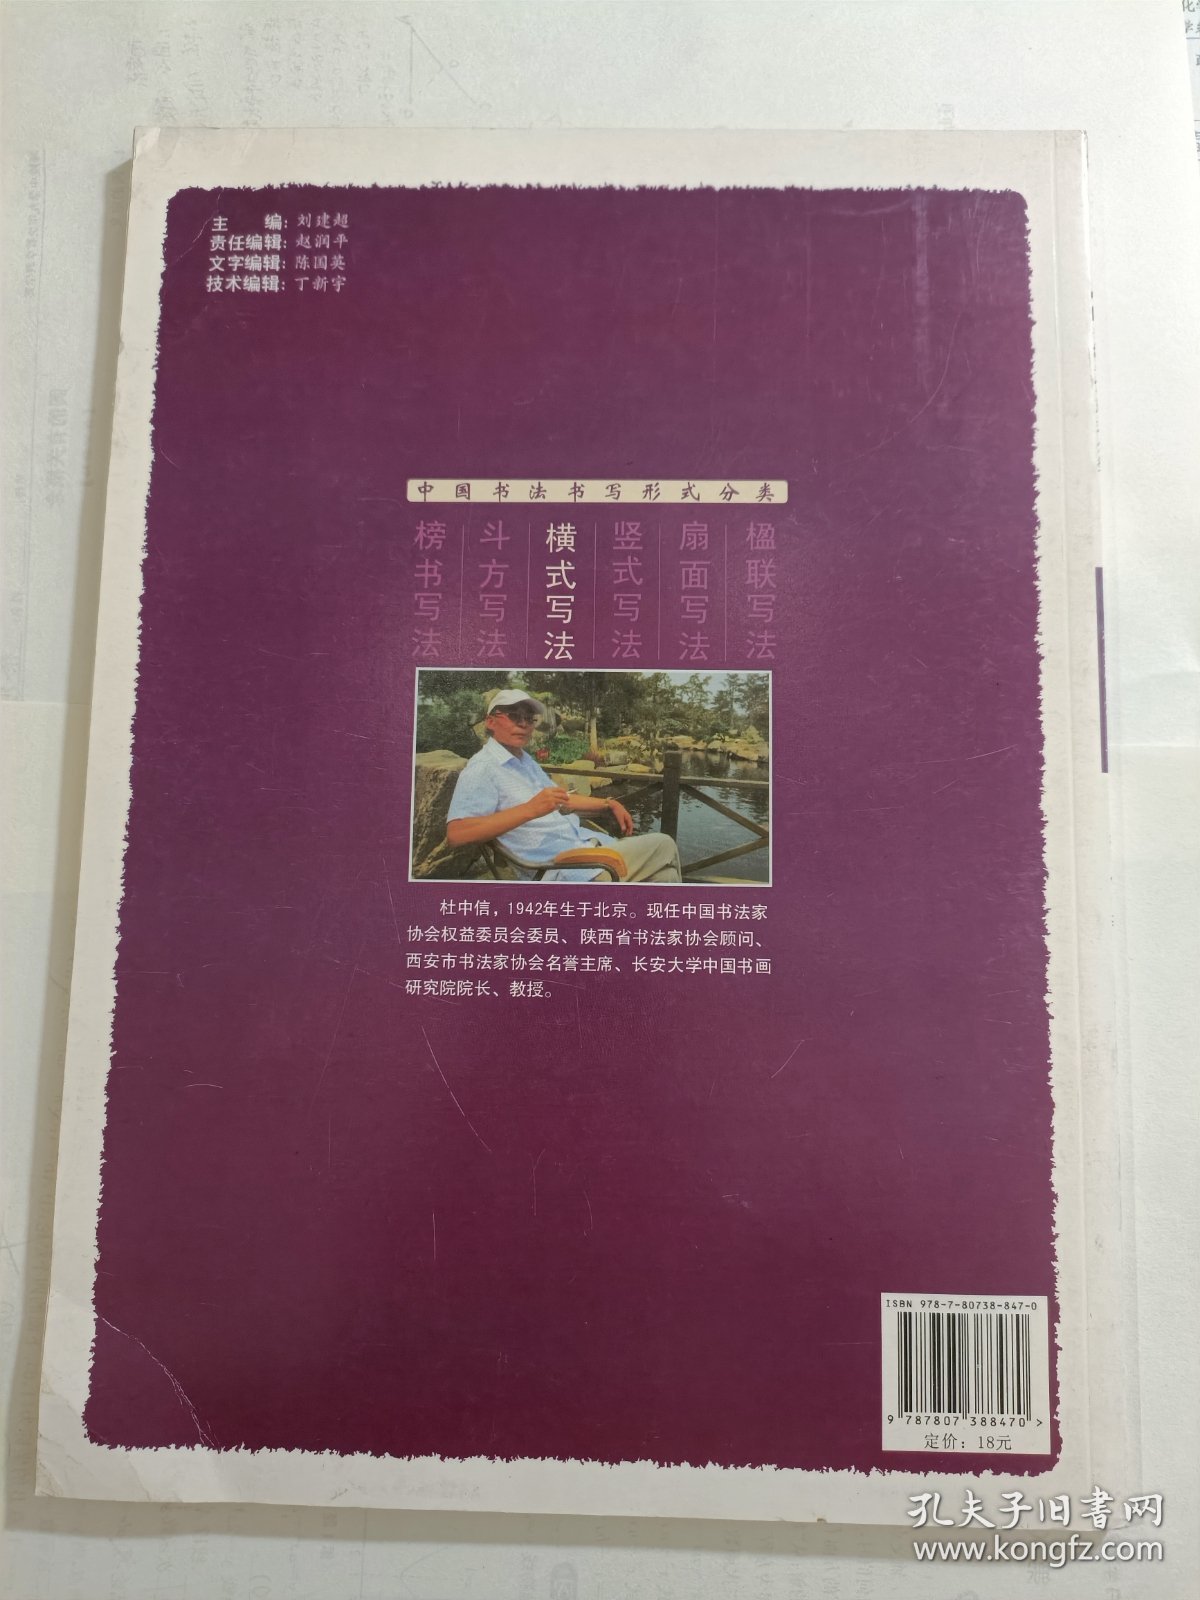 主　　编：刘建超
责任编辑：赵润平
文字编辑：陈国英
技术编辑：丁新宇
中国书法书写形式分类
榜书写法
斗方写法
横式写法
竖式写法
扇面写法
楹联写法
杜中信，1942年生于北京。现任中国书法家
协会权益委员会委员、陕西省书法家协会顾问、
西安市书法家协会名誉主席、长安大学中国书画
研究院院长、教授。
ISBN 978-7-80738-847-0
9 787807 388470 >
定价：18元
孔夫子旧书网
www.kongfz.com